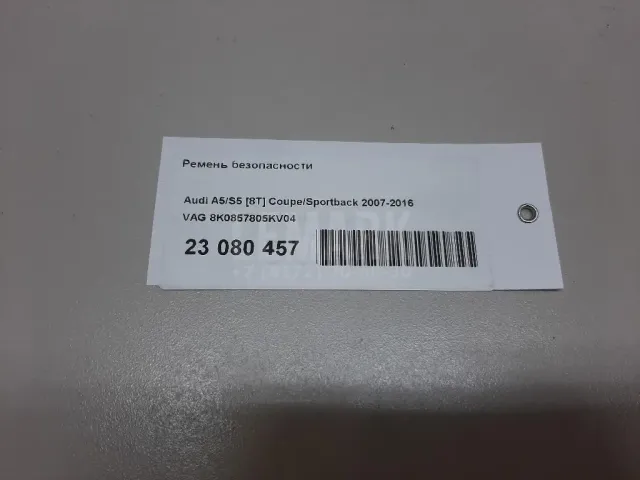 Ремень безопасности
Audi A5/S5 [8T] Coupe/Sportback 2007-2016
VAG 8K0857805KV04
23 080 457